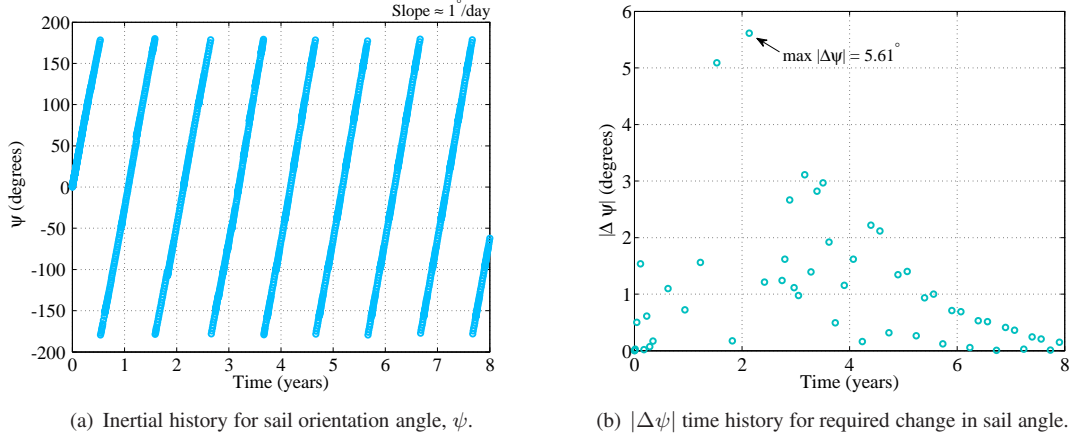 Slope ≈ 1°/day
200
150
100
50
0
-50
-100
-150
-200
ψ (degrees)
0 1 2 3 4 5 6 7 8
Time (years)
(a) Inertial history for sail orientation angle, ψ.
6
5
4
3
2
1
0
|Δ ψ| (degrees)
max |Δψ| = 5.61°
0 2 4 6 8
Time (years)
(b) |Δψ| time history for required change in sail angle.